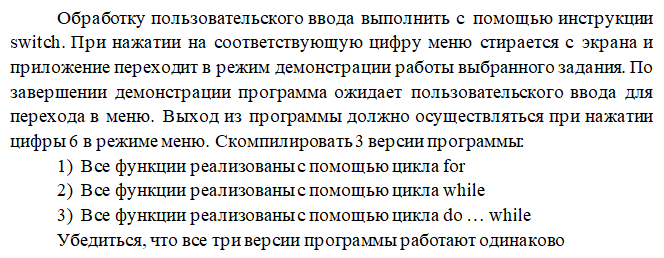 Обработку пользовательского ввода выполнить с помощью инструкции
switch. При нажатии на соответствующую цифру меню стирается с экрана и
приложение переходит в режим демонстрации работы выбранного задания. По
завершении демонстрации программа ожидает пользовательского ввода для
перехода в меню. Выход из программы должно осуществляться при нажатии
цифры 6 в режиме меню. Скомпилировать 3 версии программы:
1) Все функции реализованы с помощью цикла for
2) Все функции реализованы с помощью цикла while
3) Все функции реализованы с помощью цикла do … while
Убедиться, что все три версии программы работают одинаково